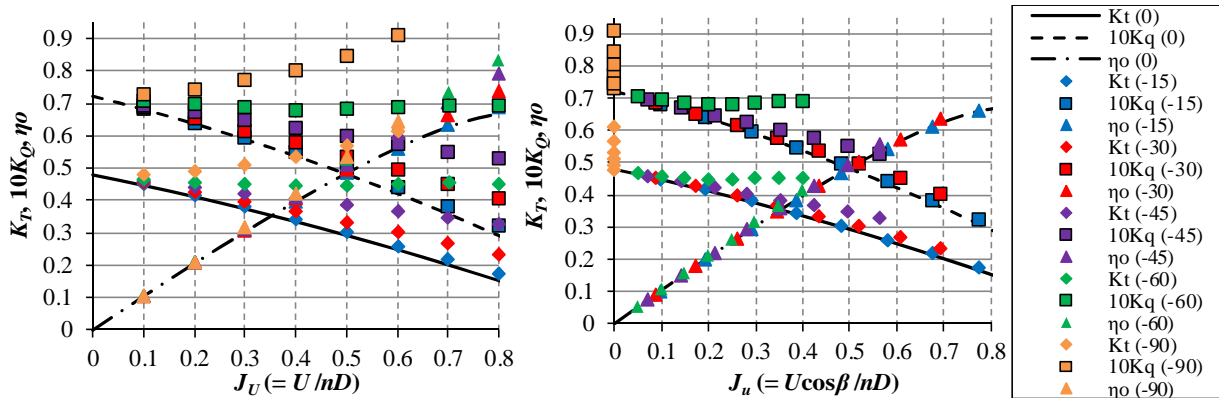 K_T, 10K_Q, ηo
0.9
0.8
0.7
0.6
0.5
0.4
0.3
0.2
0.1
0
0 0.1 0.2 0.3 0.4 0.5 0.6 0.7 0.8
J_U (= U/nD)
K_T, 10K_Q, ηo
0.9
0.8
0.7
0.6
0.5
0.4
0.3
0.2
0.1
0
0 0.1 0.2 0.3 0.4 0.5 0.6 0.7 0.8
J_u (= Ucosβ/nD)
Kt (0)
10Kq (0)
ηo (0)
Kt (-15)
10Kq (-15)
ηo (-15)
Kt (-30)
10Kq (-30)
ηo (-30)
Kt (-45)
10Kq (-45)
ηo (-45)
Kt (-60)
10Kq (-60)
ηo (-60)
Kt (-90)
10Kq (-90)
ηo (-90)